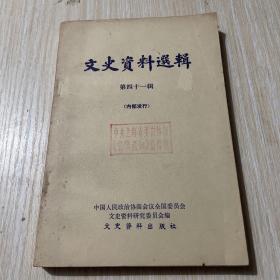 文史資料選輯
第四十一辑
(内部发行)
中国人民政治协商会议全国委员会
文史资料研究委员会编
文史资料出版社